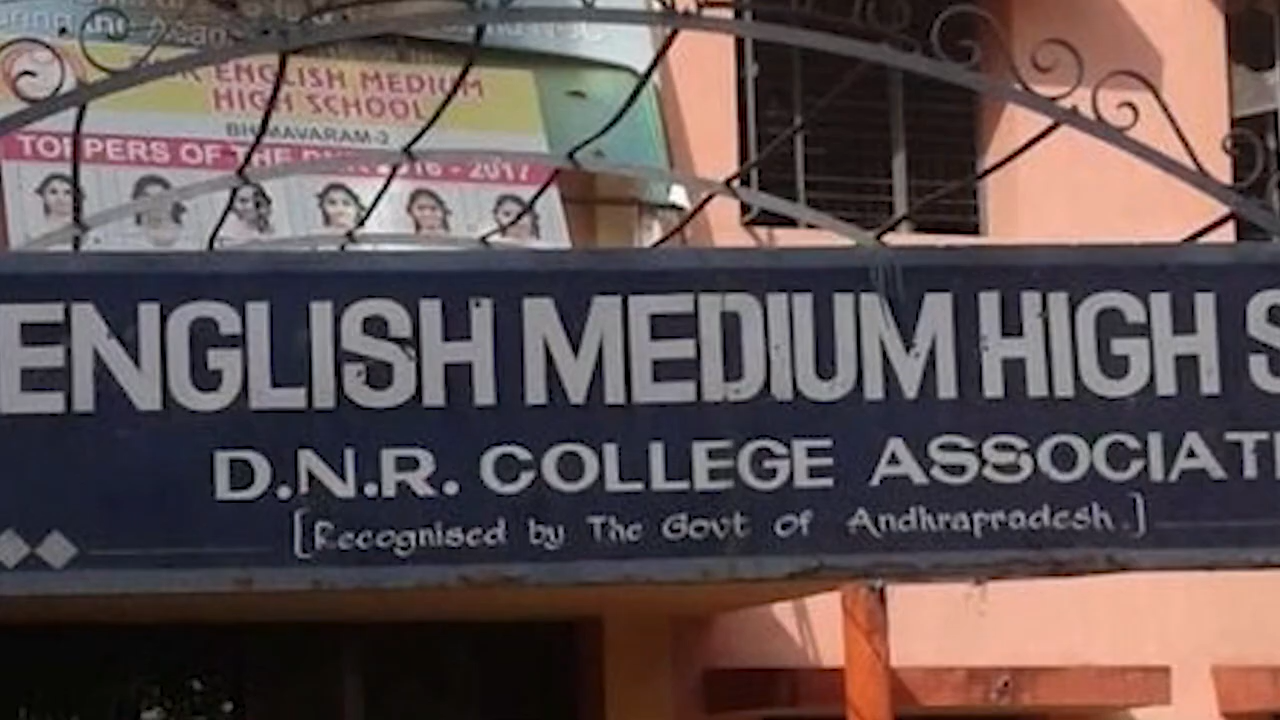 ENGLISH MEDIUM
HIGH SCHOOL
BHIMAVARAM-2
TOPPERS OF THE 2016 - 2017
ENGLISH MEDIUM HIGH S
D.N.R. COLLEGE ASSOCIATI
[Recognised by The Govt of Andhrapradesh.]